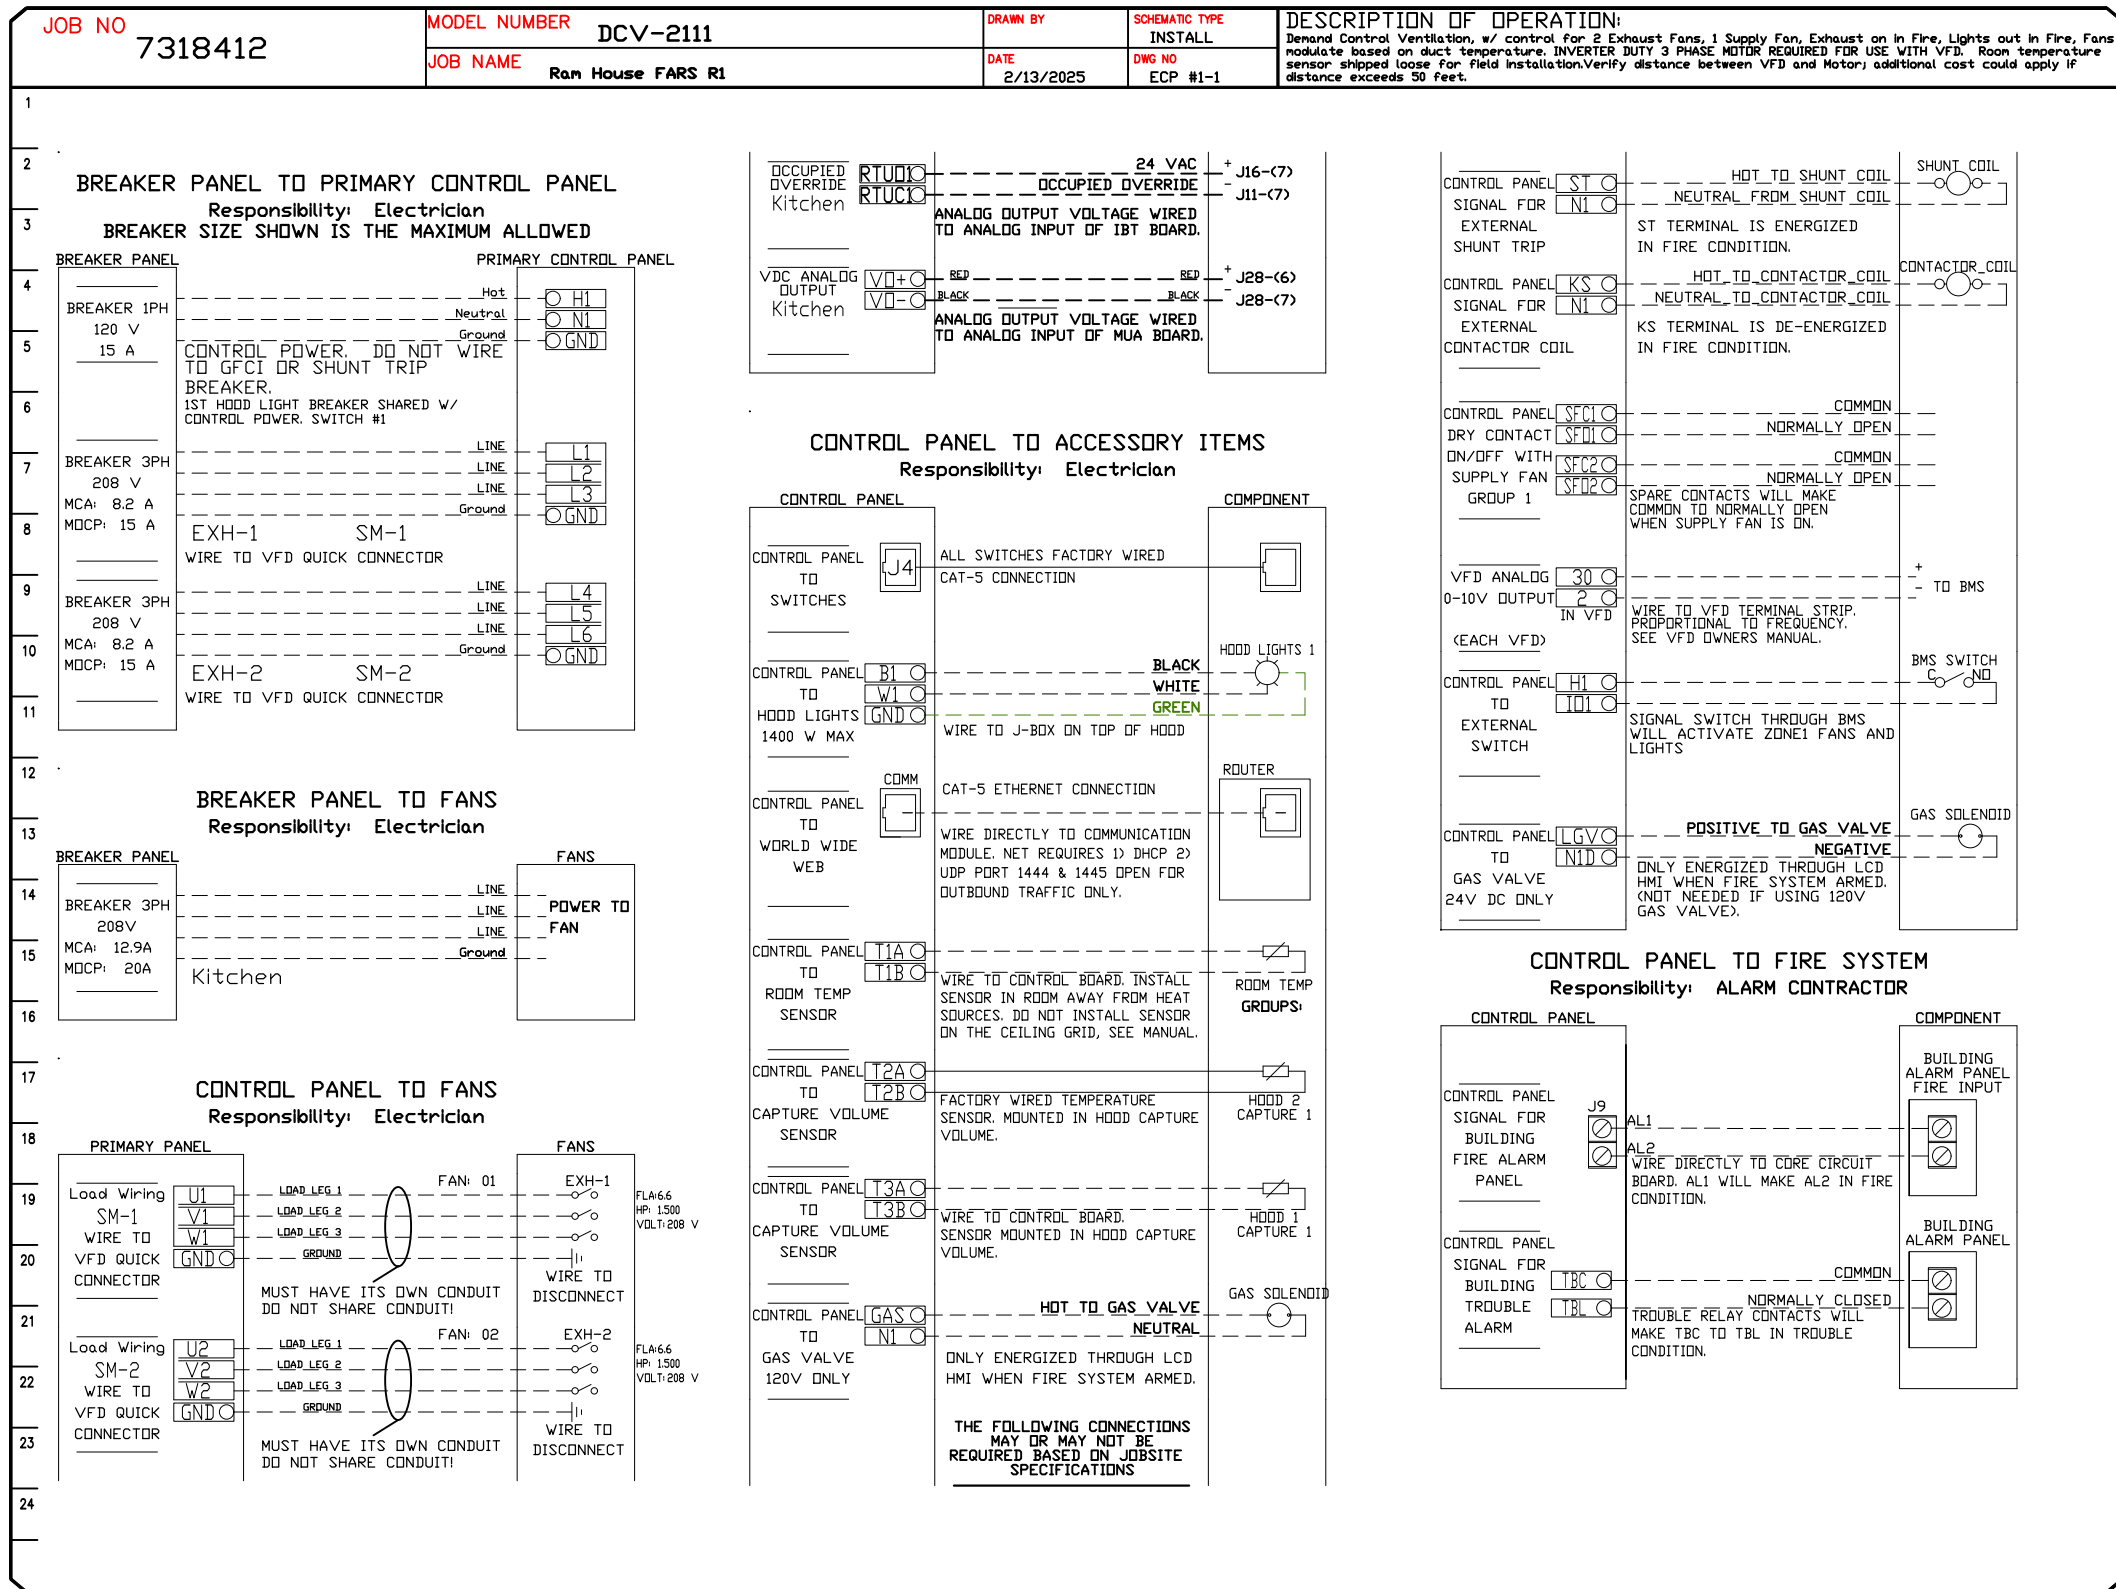 JOB NO
7318412
MODEL NUMBER
DCV-2111
JOB NAME
Ram House FARS R1
DRAWN BY
DATE
2/13/2025
SCHEMATIC TYPE
INSTALL
DWG NO
ECP #1-1
DESCRIPTION OF OPERATION:
Demand Control Ventilation, w/ control for 2 Exhaust Fans, 1 Supply Fan, Exhaust on in Fire, Lights out in Fire, Fans
modulate based on duct temperature. INVERTER DUTY 3 PHASE MOTOR REQUIRED FOR USE WITH VFD. Room temperature
sensor shipped loose for field installation.Verify distance between VFD and Motor; additional cost could apply if
distance exceeds 50 feet.
1
2
3
4
5
6
7
8
9
10
11
12
13
14
15
16
17
18
19
20
21
22
23
24
BREAKER PANEL TO PRIMARY CONTROL PANEL
Responsibility: Electrician
BREAKER SIZE SHOWN IS THE MAXIMUM ALLOWED
BREAKER PANEL
PRIMARY CONTROL PANEL
BREAKER 1PH
120 V
15 A
Hot
H1
Neutral
N1
Ground
GND
CONTROL POWER. DO NOT WIRE
TO GFCI OR SHUNT TRIP
BREAKER.
1ST HOOD LIGHT BREAKER SHARED W/
CONTROL POWER. SWITCH #1
BREAKER 3PH
208 V
MCA: 8.2 A
MOCP: 15 A
LINE
L1
LINE
L2
LINE
L3
Ground
GND
EXH-1 SM-1
WIRE TO VFD QUICK CONNECTOR
BREAKER 3PH
208 V
MCA: 8.2 A
MOCP: 15 A
LINE
L4
LINE
L5
LINE
L6
Ground
GND
EXH-2 SM-2
WIRE TO VFD QUICK CONNECTOR
BREAKER PANEL TO FANS
Responsibility: Electrician
BREAKER PANEL
FANS
BREAKER 3PH
208V
MCA: 12.9A
MOCP: 20A
LINE
LINE
LINE
Ground
POWER TO
FAN
Kitchen
CONTROL PANEL TO FANS
Responsibility: Electrician
PRIMARY PANEL
FANS
Load Wiring
SM-1
WIRE TO
VFD QUICK
CONNECTOR
U1
V1
W1
GND
LOAD LEG 1
LOAD LEG 2
LOAD LEG 3
GROUND
FAN: 01
EXH-1
FLA:6.6
HP: 1.500
VOLT:208 V
WIRE TO
DISCONNECT
MUST HAVE ITS OWN CONDUIT
DO NOT SHARE CONDUIT!
Load Wiring
SM-2
WIRE TO
VFD QUICK
CONNECTOR
U2
V2
W2
GND
LOAD LEG 1
LOAD LEG 2
LOAD LEG 3
GROUND
FAN: 02
EXH-2
FLA:6.6
HP: 1.500
VOLT:208 V
WIRE TO
DISCONNECT
MUST HAVE ITS OWN CONDUIT
DO NOT SHARE CONDUIT!
OCCUPIED
OVERRIDE
Kitchen
RTUO1
RTUC1
24 VAC
OCCUPIED OVERRIDE
+
-
J16-(7)
J11-(7)
ANALOG OUTPUT VOLTAGE WIRED
TO ANALOG INPUT OF IBT BOARD.
VDC ANALOG
OUTPUT
Kitchen
VO+
VO-
RED
RED
BLACK
BLACK
+
-
J28-(6)
J28-(7)
ANALOG OUTPUT VOLTAGE WIRED
TO ANALOG INPUT OF MUA BOARD.
CONTROL PANEL TO ACCESSORY ITEMS
Responsibility: Electrician
CONTROL PANEL
COMPONENT
CONTROL PANEL
TO
SWITCHES
J4
ALL SWITCHES FACTORY WIRED
CAT-5 CONNECTION
CONTROL PANEL
TO
HOOD LIGHTS
1400 W MAX
B1
W1
GND
BLACK
WHITE
GREEN
HOOD LIGHTS 1
WIRE TO J-BOX ON TOP OF HOOD
CONTROL PANEL
TO
WORLD WIDE
WEB
COMM
CAT-5 ETHERNET CONNECTION
ROUTER
WIRE DIRECTLY TO COMMUNICATION
MODULE. NET REQUIRES 1) DHCP 2)
UDP PORT 1444 & 1445 OPEN FOR
OUTBOUND TRAFFIC ONLY.
CONTROL PANEL
TO
ROOM TEMP
SENSOR
T1A
T1B
WIRE TO CONTROL BOARD. INSTALL
SENSOR IN ROOM AWAY FROM HEAT
SOURCES. DO NOT INSTALL SENSOR
ON THE CEILING GRID, SEE MANUAL.
ROOM TEMP
GROUPS:
CONTROL PANEL
TO
CAPTURE VOLUME
SENSOR
T2A
T2B
FACTORY WIRED TEMPERATURE
SENSOR. MOUNTED IN HOOD CAPTURE
VOLUME.
HOOD 2
CAPTURE 1
CONTROL PANEL
TO
CAPTURE VOLUME
SENSOR
T3A
T3B
WIRE TO CONTROL BOARD.
SENSOR MOUNTED IN HOOD CAPTURE
VOLUME.
HOOD 1
CAPTURE 1
CONTROL PANEL
TO
GAS VALVE
120V ONLY
GAS
N1
HOT TO GAS VALVE
NEUTRAL
GAS SOLENOID
ONLY ENERGIZED THROUGH LCD
HMI WHEN FIRE SYSTEM ARMED.
THE FOLLOWING CONNECTIONS
MAY OR MAY NOT BE
REQUIRED BASED ON JOBSITE
SPECIFICATIONS
CONTROL PANEL
SIGNAL FOR
EXTERNAL
SHUNT TRIP
ST
N1
HOT TO SHUNT COIL
NEUTRAL FROM SHUNT COIL
SHUNT COIL
ST TERMINAL IS ENERGIZED
IN FIRE CONDITION.
CONTROL PANEL
SIGNAL FOR
EXTERNAL
CONTACTOR COIL
KS
N1
HOT TO CONTACTOR COIL
NEUTRAL TO CONTACTOR COIL
CONTACTOR COIL
KS TERMINAL IS DE-ENERGIZED
IN FIRE CONDITION.
CONTROL PANEL
DRY CONTACT
ON/OFF WITH
SUPPLY FAN
GROUP 1
SFC1
SFO1
SFC2
SFO2
COMMON
NORMALLY OPEN
COMMON
NORMALLY OPEN
SPARE CONTACTS WILL MAKE
COMMON TO NORMALLY OPEN
WHEN SUPPLY FAN IS ON.
VFD ANALOG
0-10V OUTPUT
(EACH VFD)
30
2
IN VFD
+
- TO BMS
WIRE TO VFD TERMINAL STRIP.
PROPORTIONAL TO FREQUENCY.
SEE VFD OWNERS MANUAL.
CONTROL PANEL
TO
EXTERNAL
SWITCH
H1
IO1
BMS SWITCH
C NO
SIGNAL SWITCH THROUGH BMS
WILL ACTIVATE ZONE1 FANS AND
LIGHTS
CONTROL PANEL
TO
GAS VALVE
24V DC ONLY
LGV
N1D
POSITIVE TO GAS VALVE
NEGATIVE
GAS SOLENOID
ONLY ENERGIZED THROUGH LCD
HMI WHEN FIRE SYSTEM ARMED.
(NOT NEEDED IF USING 120V
GAS VALVE).
CONTROL PANEL TO FIRE SYSTEM
Responsibility: ALARM CONTRACTOR
CONTROL PANEL
COMPONENT
CONTROL PANEL
SIGNAL FOR
BUILDING
FIRE ALARM
PANEL
J9
AL1
AL2
BUILDING
ALARM PANEL
FIRE INPUT
WIRE DIRECTLY TO CORE CIRCUIT
BOARD. AL1 WILL MAKE AL2 IN FIRE
CONDITION.
CONTROL PANEL
SIGNAL FOR
BUILDING
TROUBLE
ALARM
TBC
TBL
COMMON
NORMALLY CLOSED
BUILDING
ALARM PANEL
TROUBLE RELAY CONTACTS WILL
MAKE TBC TO TBL IN TROUBLE
CONDITION.